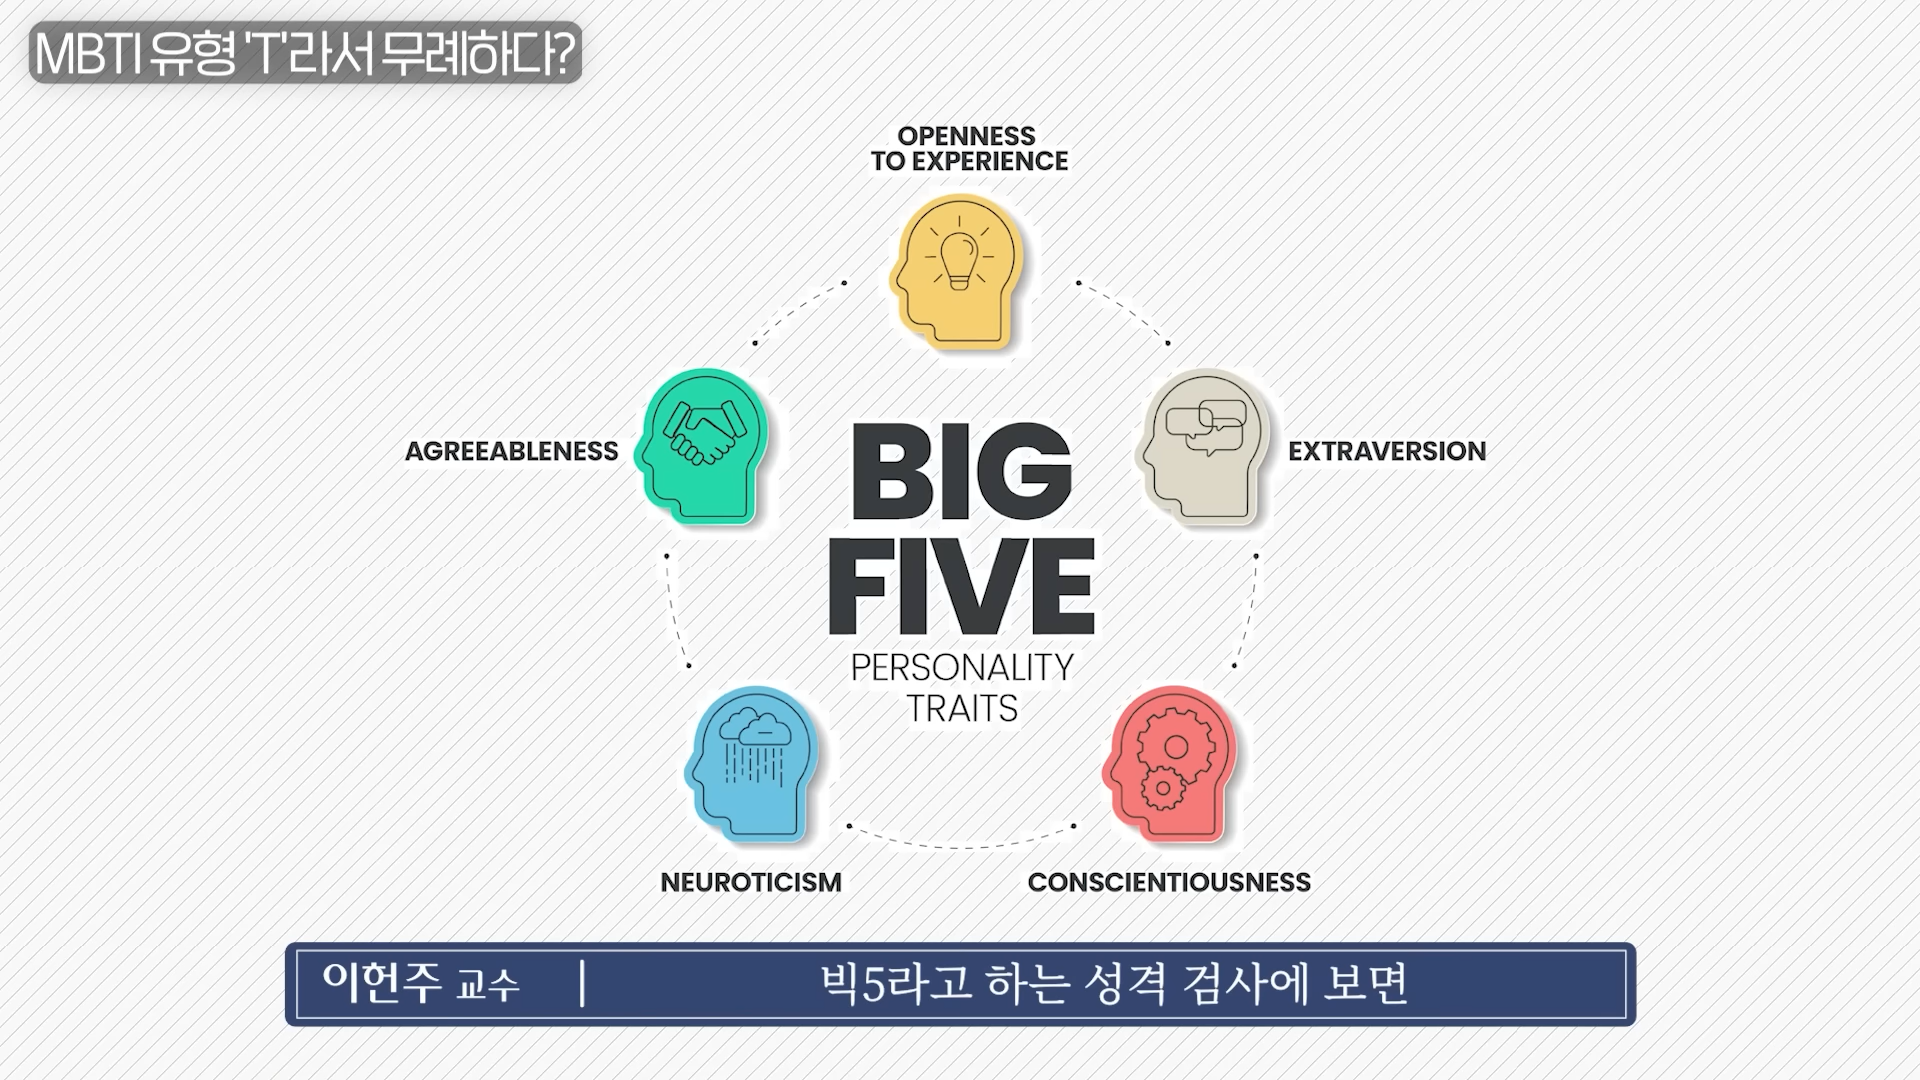 MBTI 유형 'T'라서 무례하다?
OPENNESS
TO EXPERIENCE
AGREEABLENESS
EXTRAVERSION
BIG
FIVE
PERSONALITY
TRAITS
NEUROTICISM
CONSCIENTIOUSNESS
이헌주 교수 | 빅5라고 하는 성격 검사에 보면